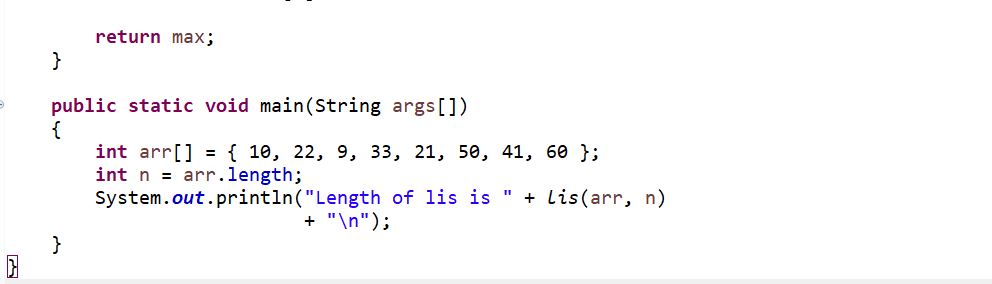 return max;
}
public static void main(String args[])
{
int arr[] = { 10, 22, 9, 33, 21, 50, 41, 60 };
int n = arr.length;
System.out.println("Length of lis is " + lis(arr, n)
+ "\n");
}
}